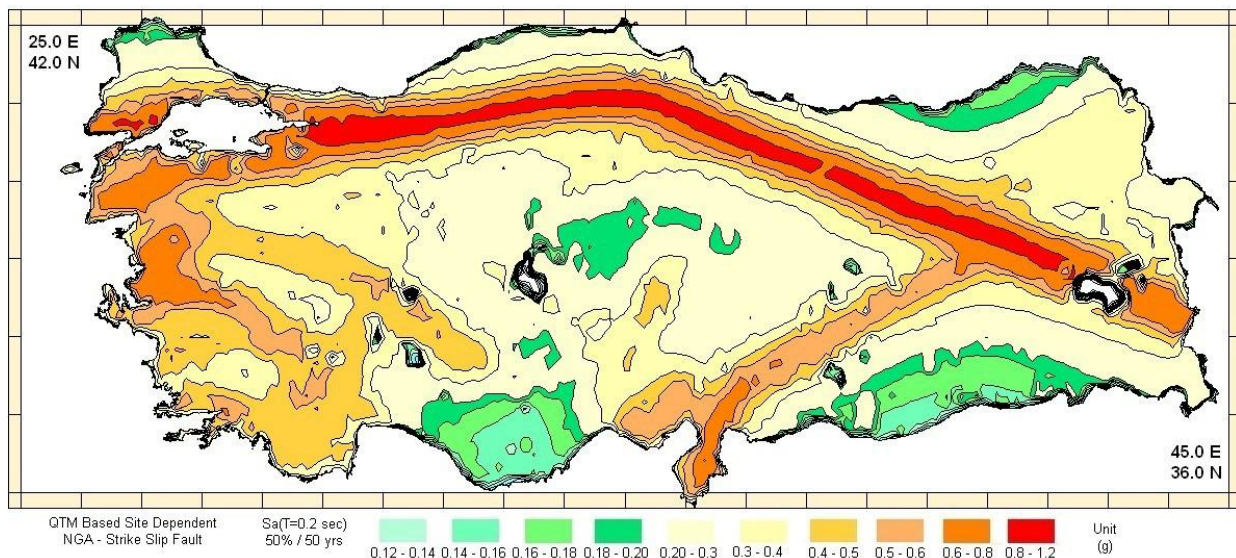 25.0 E
42.0 N
45.0 E
36.0 N
QTM Based Site Dependent
NGA - Strike Slip Fault
Sa(T=0.2 sec)
50% / 50 yrs
0.12 - 0.14
0.14 - 0.16
0.16 - 0.18
0.18 - 0.20
0.20 - 0.3
0.3 - 0.4
0.4 - 0.5
0.5 - 0.6
0.6 - 0.8
0.8 - 1.2
Unit
(g)